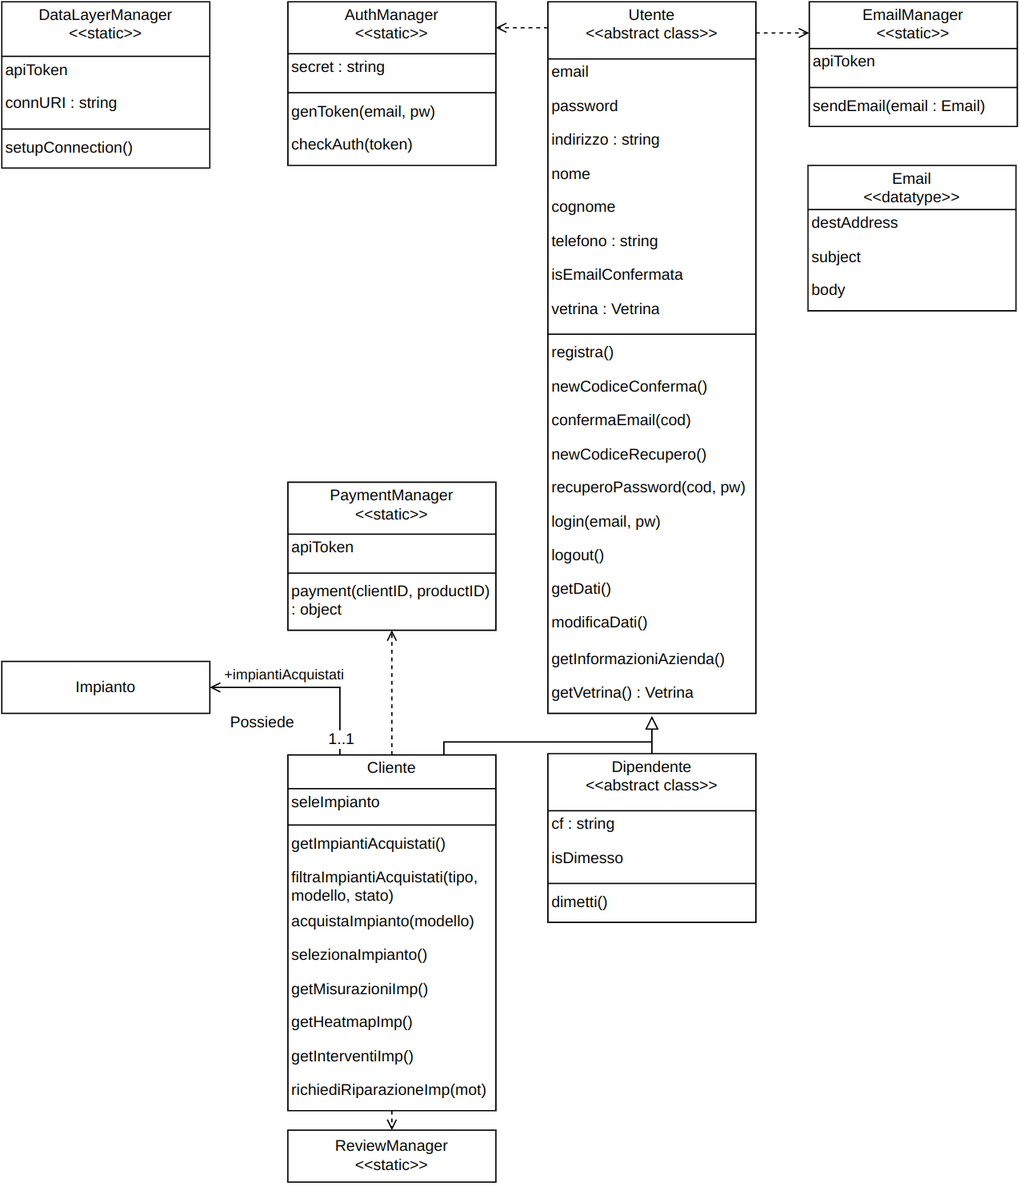 DataLayerManager
<<static>>
apiToken
connURI : string
setupConnection()
AuthManager
<<static>>
secret : string
genToken(email, pw)
checkAuth(token)
Utente
<<abstract class>>
email
password
indirizzo : string
nome
cognome
telefono : string
isEmailConfermata
vetrina : Vetrina
registra()
newCodiceConferma()
confermaEmail(cod)
newCodiceRecupero()
recuperoPassword(cod, pw)
login(email, pw)
logout()
getDati()
modificaDati()
getInformazioniAzienda()
getVetrina() : Vetrina
EmailManager
<<static>>
apiToken
sendEmail(email : Email)
Email
<<datatype>>
destAddress
subject
body
PaymentManager
<<static>>
apiToken
payment(clientID, productID)
: object
Impianto
+impiantiAcquistati
Possiede
1..1
Cliente
seleImpianto
getImpiantiAcquistati()
filtraImpiantiAcquistati(tipo,
modello, stato)
acquistaImpianto(modello)
selezionaImpianto()
getMisurazioniImp()
getHeatmapImp()
getInterventiImp()
richiediRiparazioneImp(mot)
Dipendente
<<abstract class>>
cf : string
isDimesso
dimetti()
ReviewManager
<<static>>